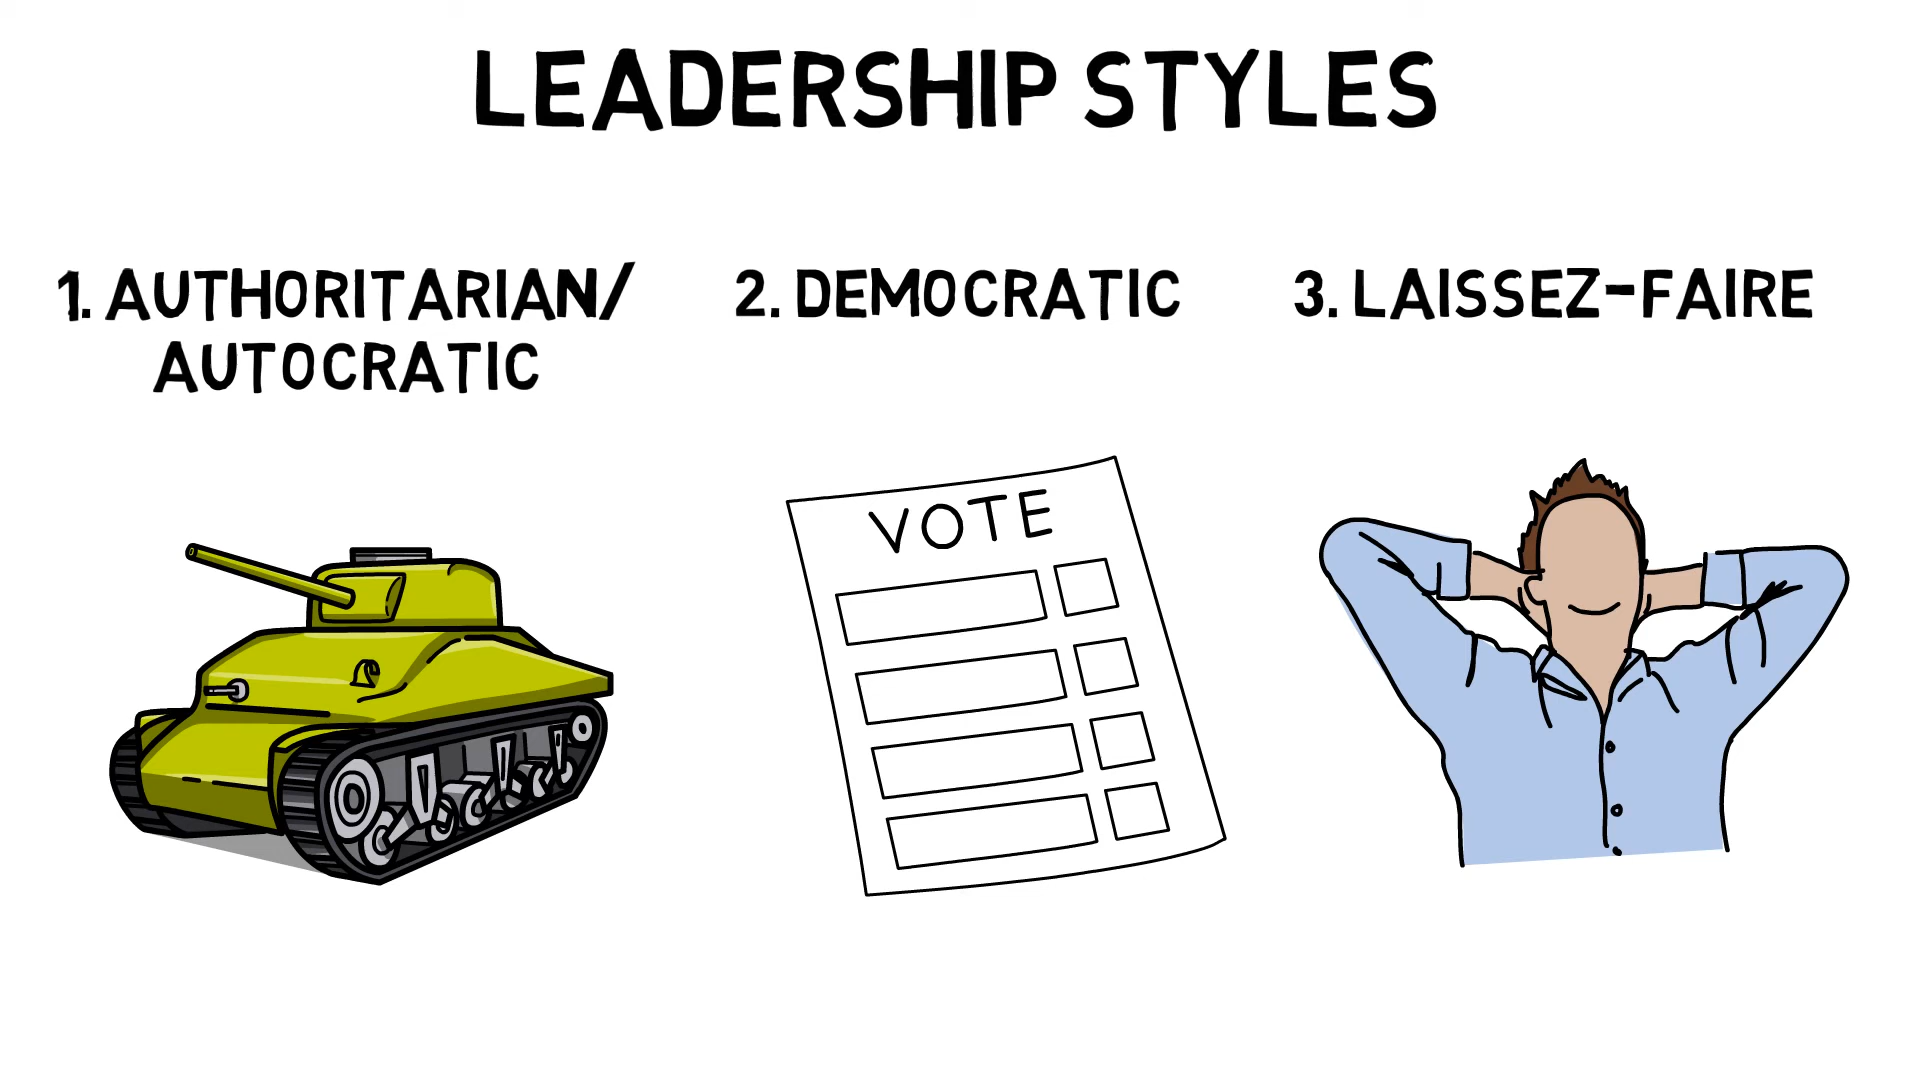 LEADERSHIP STYLES
1. AUTHORITARIAN/
AUTOCRATIC
2. DEMOCRATIC
3. LAISSEZ-FAIRE
VOTE